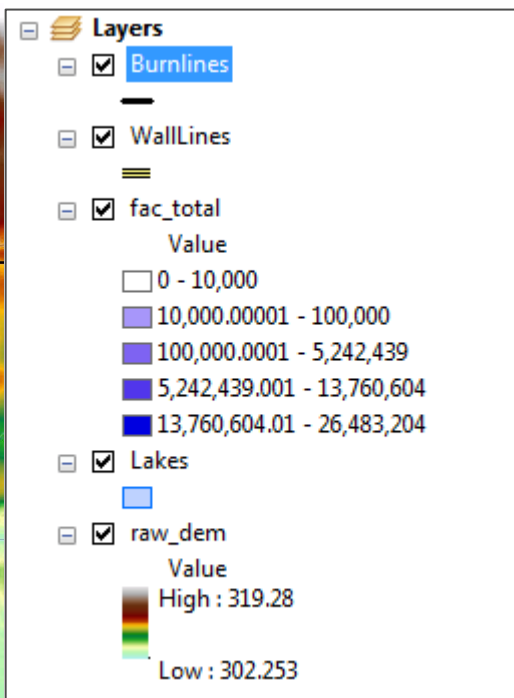 Layers
Burnlines
WallLines
fac_total
Value
0 - 10,000
10,000.00001 - 100,000
100,000.0001 - 5,242,439
5,242,439.001 - 13,760,604
13,760,604.01 - 26,483,204
Lakes
raw_dem
Value
High : 319.28
Low : 302.253